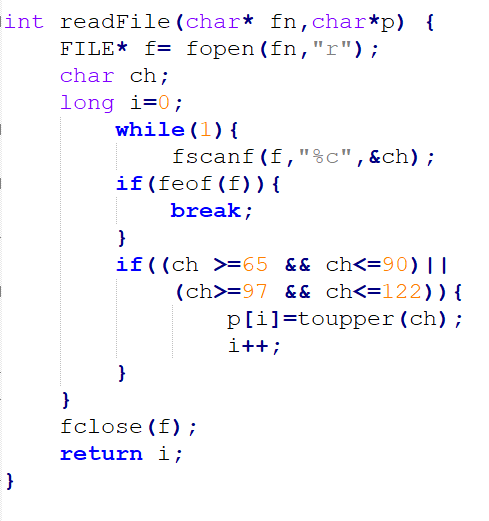 int readFile(char* fn,char*p) {
    FILE* f= fopen(fn,"r");
    char ch;
    long i=0;
        while(1){
            fscanf(f,"%c",&ch);
        if(feof(f)){
            break;
        }
        if((ch >=65 && ch<=90)||
            (ch>=97 && ch<=122)){
                p[i]=toupper(ch);
                i++;
        }
    }
    fclose(f);
    return i;
}